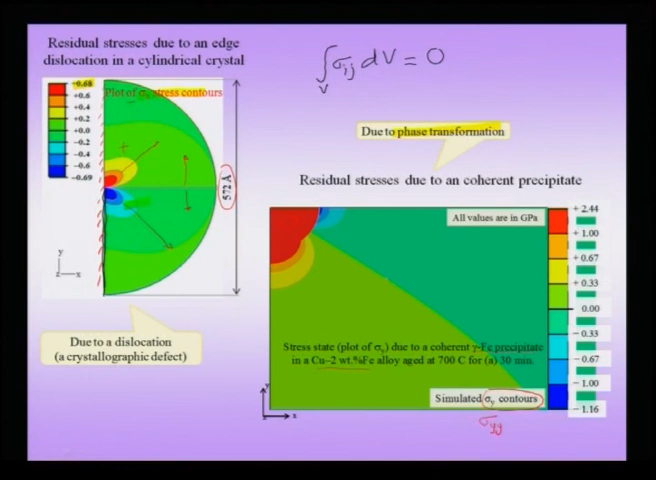 Residual stresses due to an edge
dislocation in a cylindrical crystal
∫σij dV = 0
V
+0.68
+0.6
+0.4
+0.2
+0.0
−0.2
−0.4
−0.6
−0.69
Plot of σx stress contours
+
572 Å
y
z x
Due to a dislocation
(a crystallographic defect)
Due to phase transformation
Residual stresses due to an coherent precipitate
All values are in GPa
+ 2.44
+ 1.00
+ 0.67
+ 0.33
0.00
− 0.33
− 0.67
− 1.00
− 1.16
Stress state (plot of σy) due to a coherent γ-Fe precipitate
in a Cu–2 wt.%Fe alloy aged at 700 C for (a) 30 min.
Simulated σy contours
y
z x
σyy